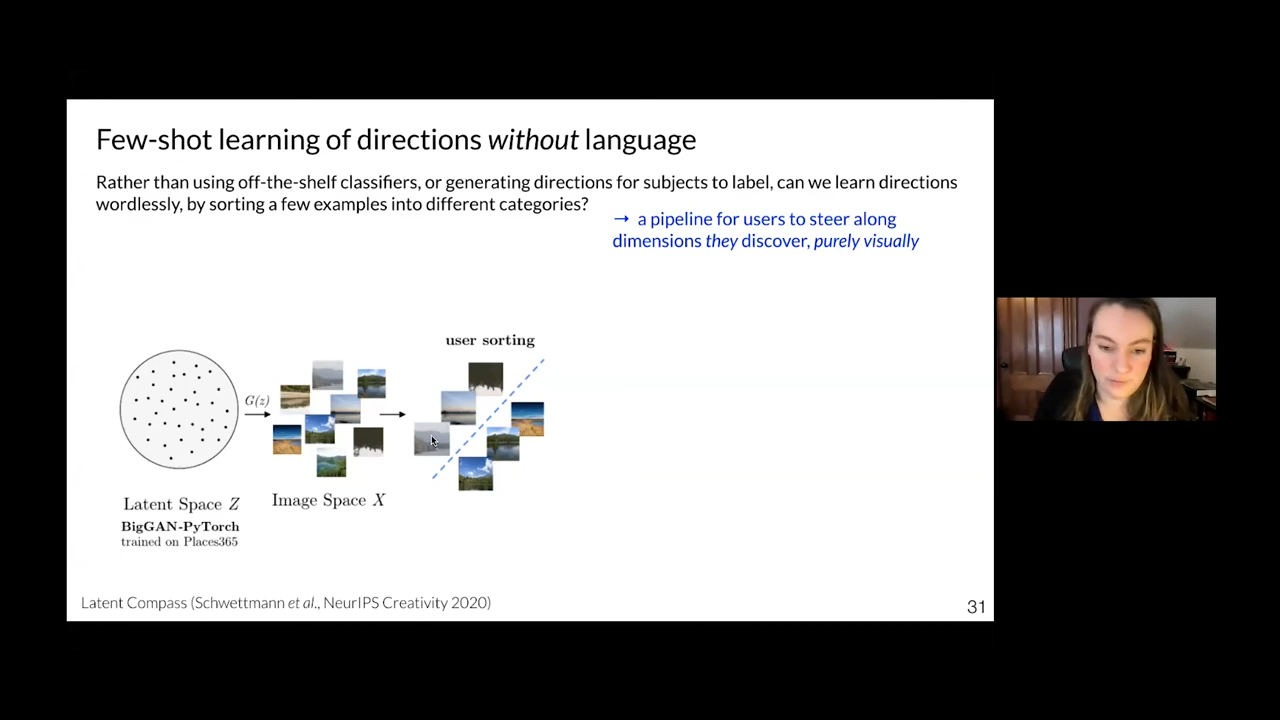 Few-shot learning of directions without language
Rather than using off-the-shelf classifiers, or generating directions for subjects to label, can we learn directions
wordlessly, by sorting a few examples into different categories?
→ a pipeline for users to steer along
dimensions they discover, purely visually
user sorting
G(z)
Latent Space Z
Image Space X
BigGAN-PyTorch
trained on Places365
Latent Compass (Schwettmann et al., NeurIPS Creativity 2020)
31